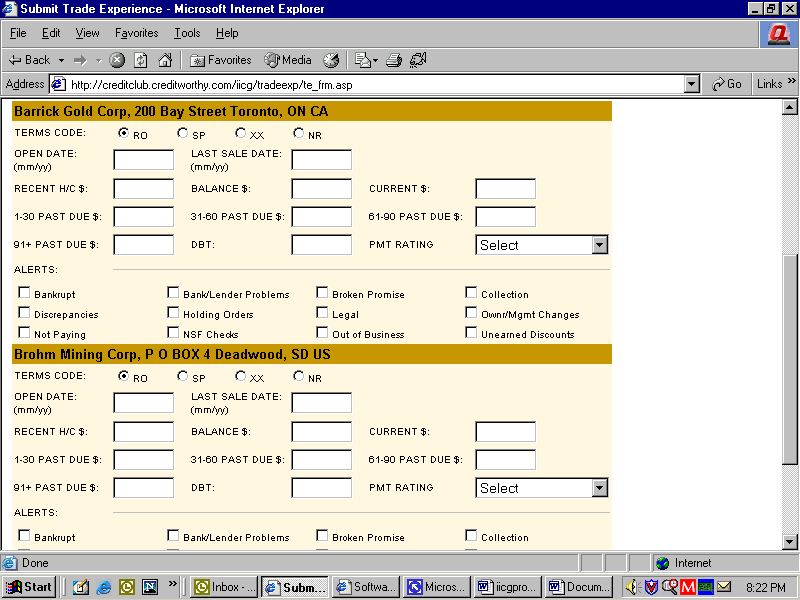 Submit Trade Experience - Microsoft Internet Explorer
File Edit View Favorites Tools Help
Back Favorites Media
Address http://creditclub.creditworthy.com/iicg/tradeexp/te_frm.asp Go Links »
Barrick Gold Corp, 200 Bay Street Toronto, ON CA
TERMS CODE: RO SP XX NR
OPEN DATE: LAST SALE DATE:
(mm/yy) (mm/yy)
RECENT H/C $: BALANCE $: CURRENT $:
1-30 PAST DUE $: 31-60 PAST DUE $: 61-90 PAST DUE $:
91+ PAST DUE $: DBT: PMT RATING Select
ALERTS:
Bankrupt Bank/Lender Problems Broken Promise Collection
Discrepancies Holding Orders Legal Ownr/Mgmt Changes
Not Paying NSF Checks Out of Business Unearned Discounts
Brohm Mining Corp, P O BOX 4 Deadwood, SD US
TERMS CODE: RO SP XX NR
OPEN DATE: LAST SALE DATE:
(mm/yy) (mm/yy)
RECENT H/C $: BALANCE $: CURRENT $:
1-30 PAST DUE $: 31-60 PAST DUE $: 61-90 PAST DUE $:
91+ PAST DUE $: DBT: PMT RATING Select
ALERTS:
Bankrupt Bank/Lender Problems Broken Promise Collection
Done Internet
Start » Inbox - ... Subm... Softwa... Micros... iicgpro... Docum... 8:22 PM